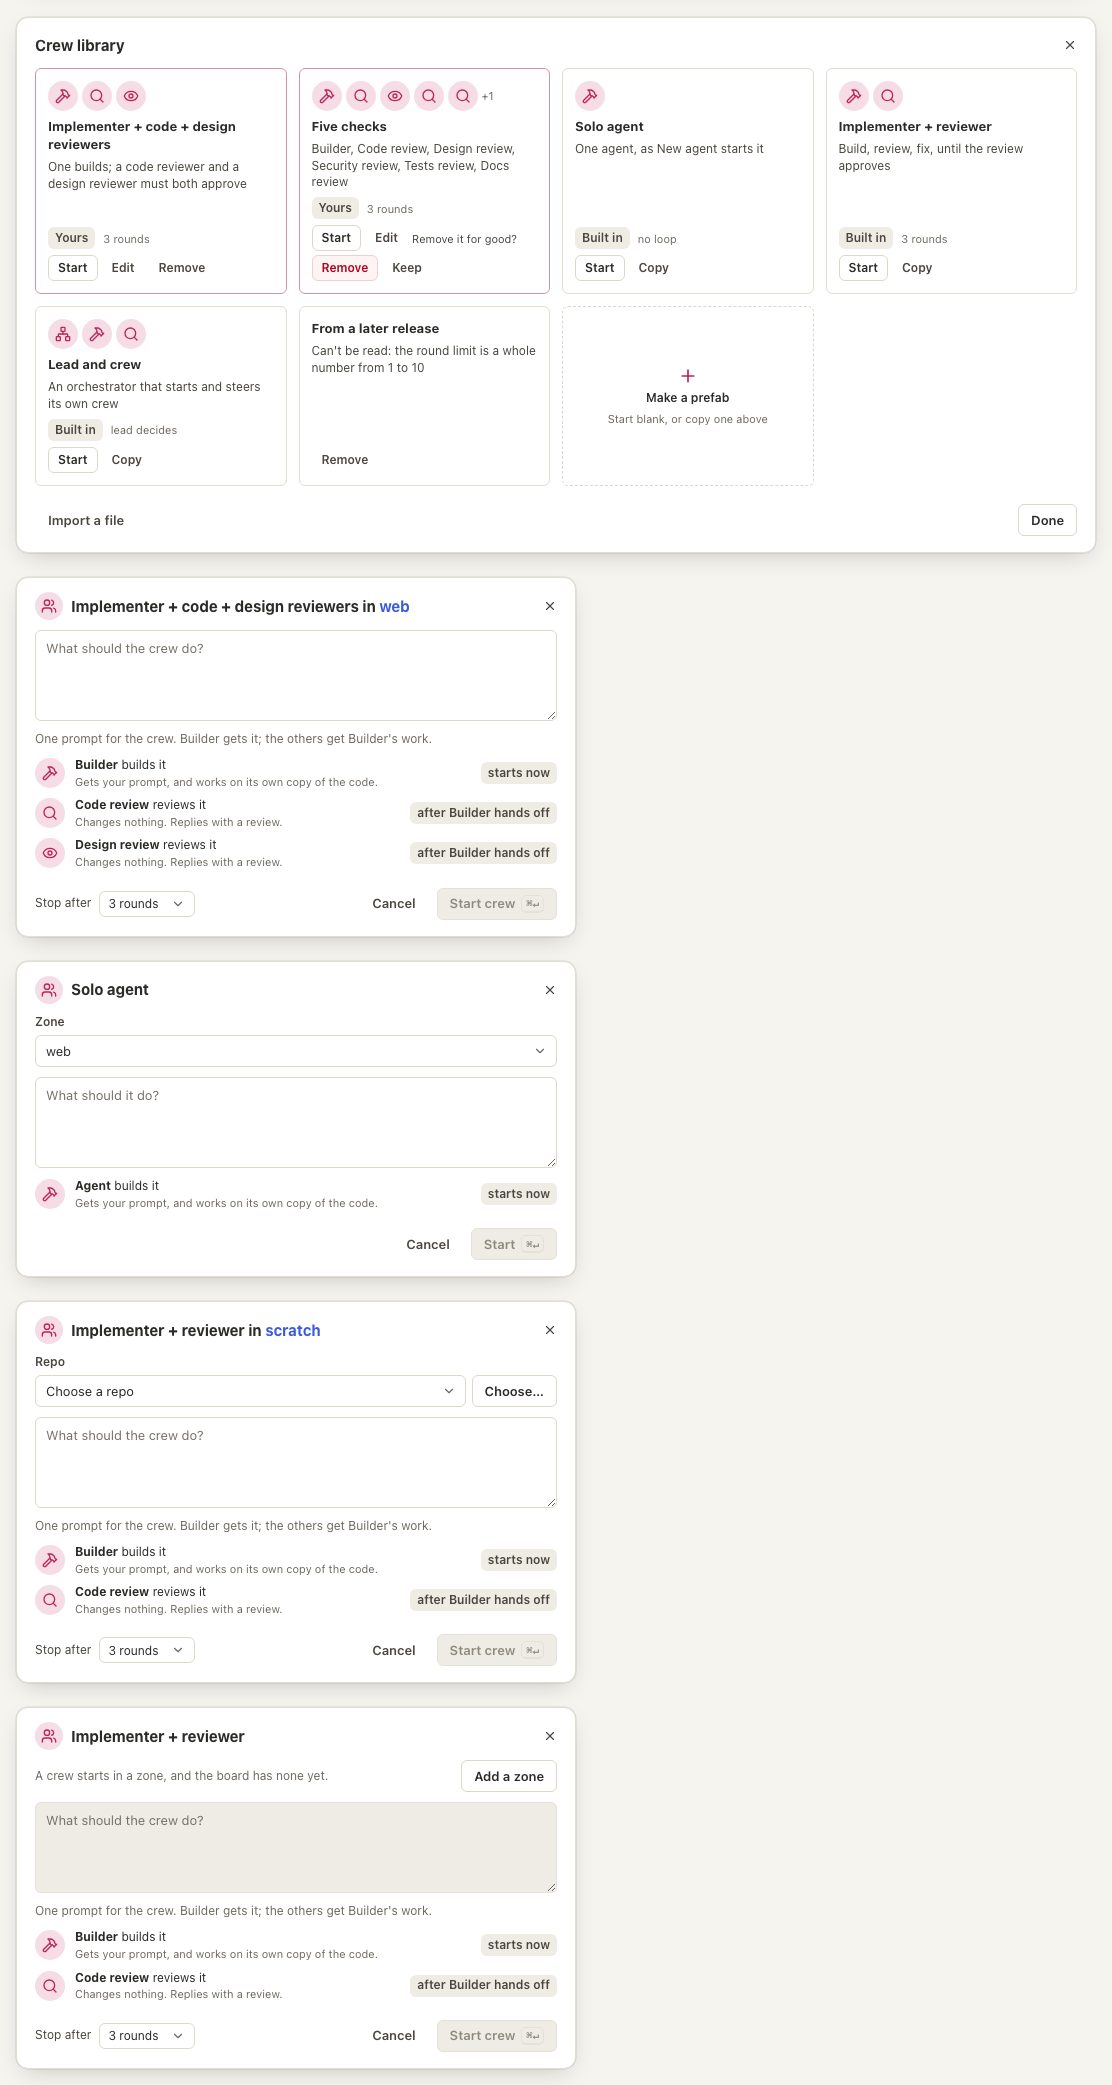 Crew library
+1
Implementer + code + design
reviewers
One builds; a code reviewer and a
design reviewer must both approve
Yours 3 rounds
Start Edit Remove
Five checks
Builder, Code review, Design review,
Security review, Tests review, Docs
review
Yours 3 rounds
Start Edit Remove it for good?
Remove Keep
Solo agent
One agent, as New agent starts it
Built in no loop
Start Copy
Implementer + reviewer
Build, review, fix, until the review
approves
Built in 3 rounds
Start Copy
Lead and crew
An orchestrator that starts and steers
its own crew
Built in lead decides
Start Copy
From a later release
Can't be read: the round limit is a whole
number from 1 to 10
Remove
Make a prefab
Start blank, or copy one above
Import a file
Done
Implementer + code + design reviewers in web
What should the crew do?
One prompt for the crew. Builder gets it; the others get Builder's work.
Builder builds it
Gets your prompt, and works on its own copy of the code.
starts now
Code review reviews it
Changes nothing. Replies with a review.
after Builder hands off
Design review reviews it
Changes nothing. Replies with a review.
after Builder hands off
Stop after 3 rounds
Cancel
Start crew ⌘↵
Solo agent
Zone
web
What should it do?
Agent builds it
Gets your prompt, and works on its own copy of the code.
starts now
Cancel
Start ⌘↵
Implementer + reviewer in scratch
Repo
Choose a repo
Choose...
What should the crew do?
One prompt for the crew. Builder gets it; the others get Builder's work.
Builder builds it
Gets your prompt, and works on its own copy of the code.
starts now
Code review reviews it
Changes nothing. Replies with a review.
after Builder hands off
Stop after 3 rounds
Cancel
Start crew ⌘↵
Implementer + reviewer
A crew starts in a zone, and the board has none yet.
Add a zone
What should the crew do?
One prompt for the crew. Builder gets it; the others get Builder's work.
Builder builds it
Gets your prompt, and works on its own copy of the code.
starts now
Code review reviews it
Changes nothing. Replies with a review.
after Builder hands off
Stop after 3 rounds
Cancel
Start crew ⌘↵